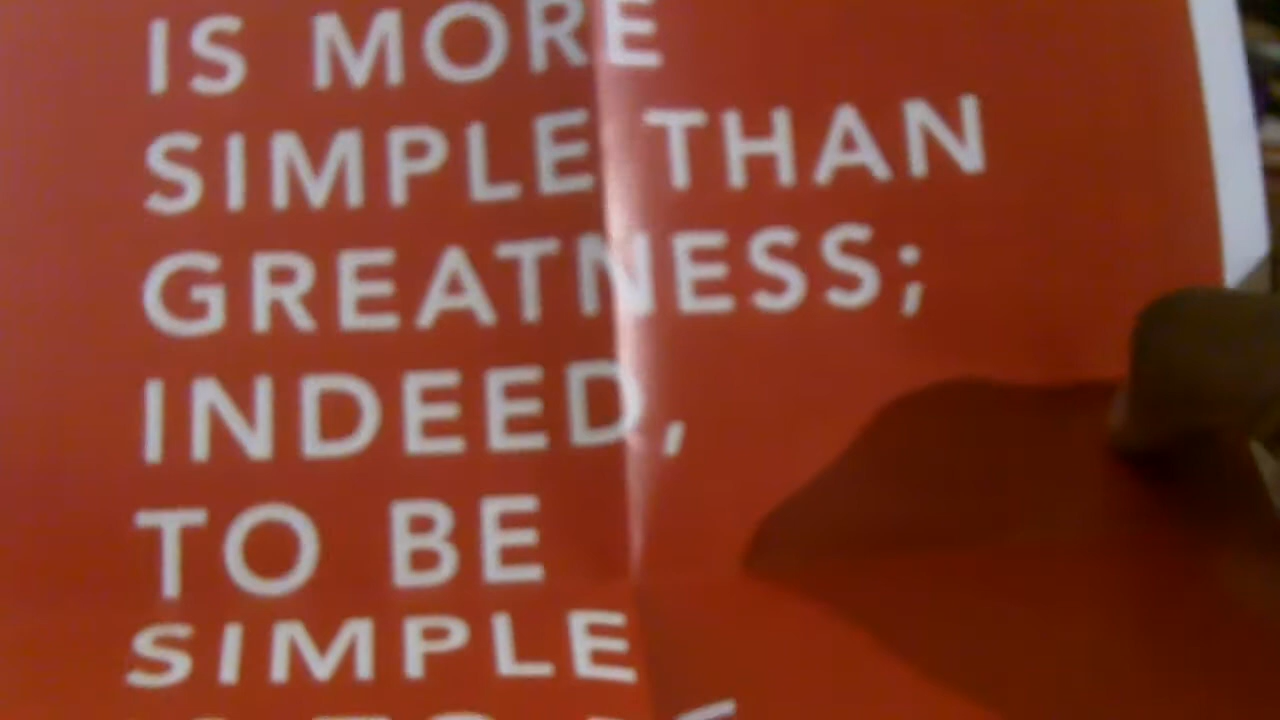 IS MORE
SIMPLE THAN
GREATNESS;
INDEED,
TO BE
SIMPLE